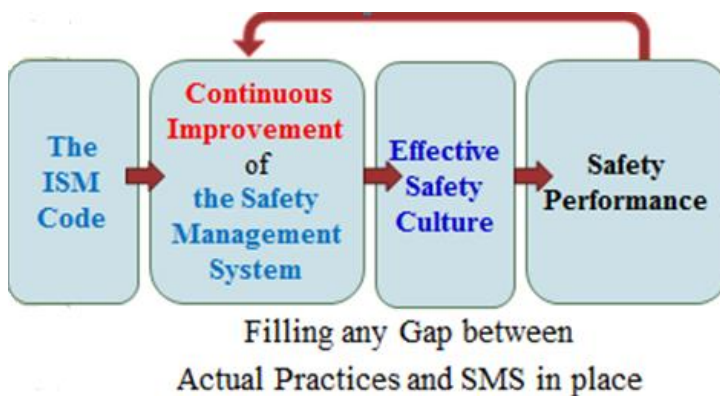 The
ISM
Code
Continuous
Improvement
of
the Safety
Management
System
Effective
Safety
Culture
Safety
Performance
Filling any Gap between
Actual Practices and SMS in place